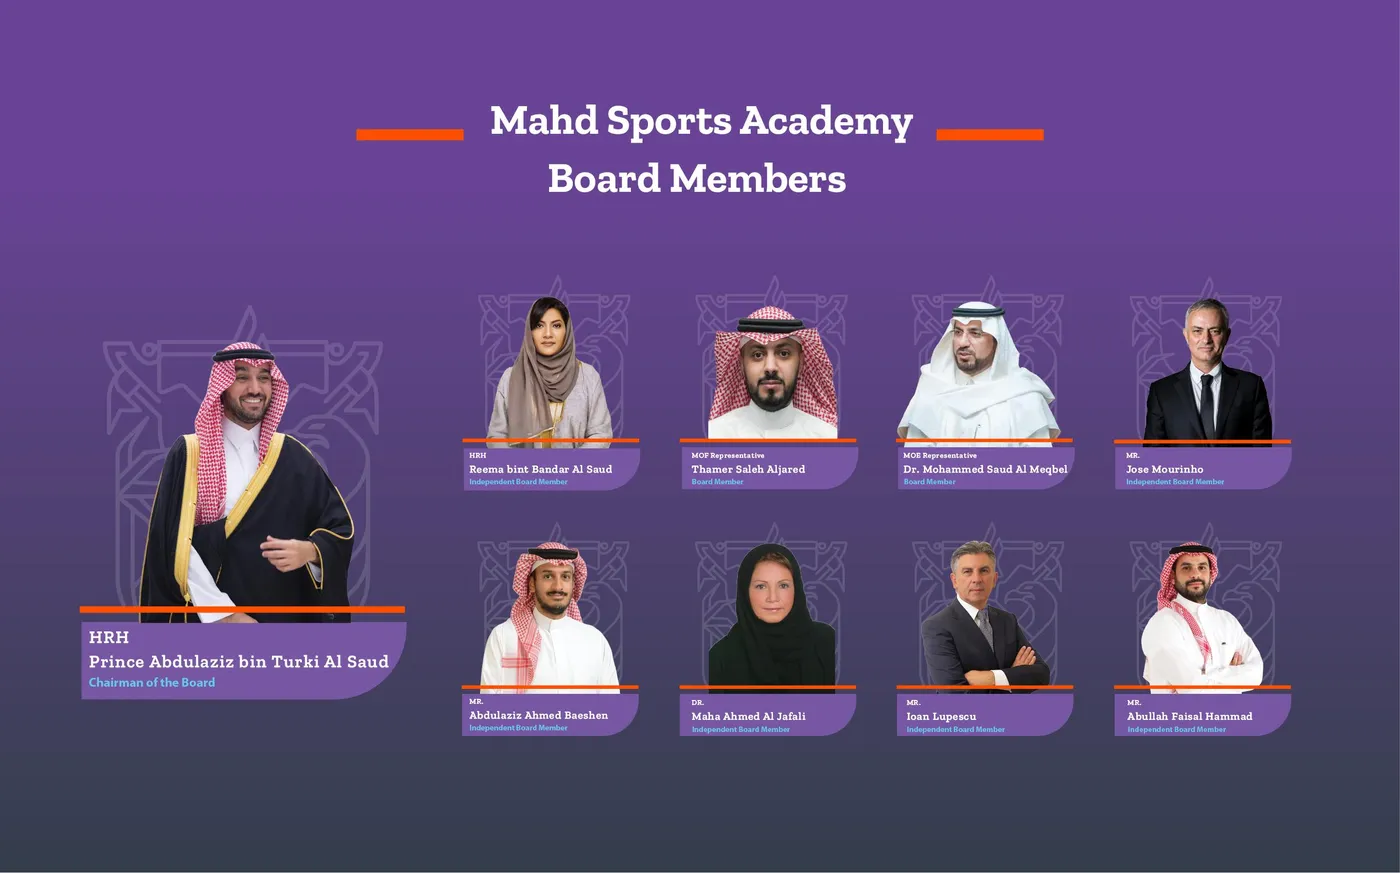 Mahd Sports Academy
Board Members
HRH
Prince Abdulaziz bin Turki Al Saud
Chairman of the Board
HRH
Reema bint Bandar Al Saud
Independent Board Member
MOF Representative
Thamer Saleh Aljared
Board Member
MOE Representative
Dr. Mohammed Saud Al Meqbel
Board Member
MR.
Jose Mourinho
Independent Board Member
MR.
Abdulaziz Ahmed Baeshen
Independent Board Member
DR.
Maha Ahmed Al Jafali
Independent Board Member
MR.
Ioan Lupescu
Independent Board Member
MR.
Abullah Faisal Hammad
Independent Board Member